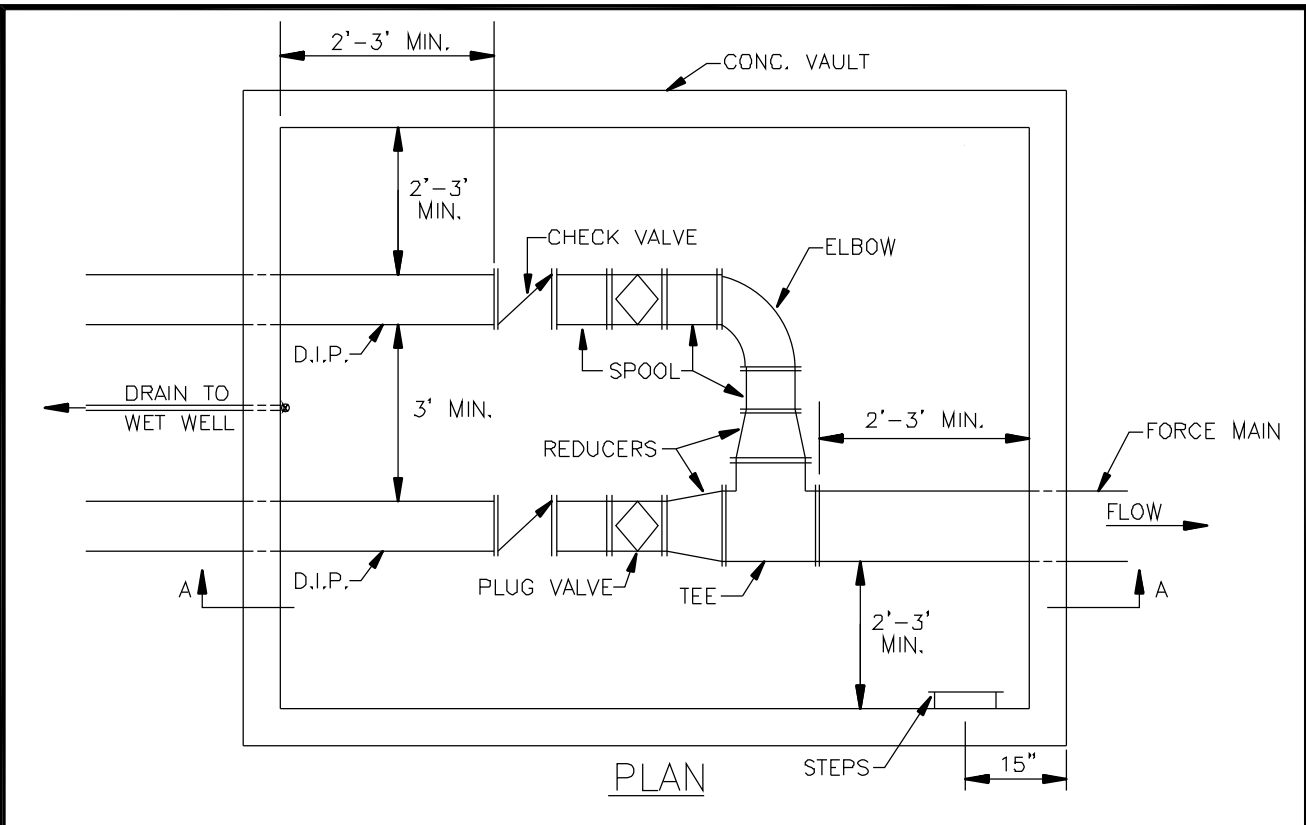 2'-3' MIN.
CONC. VAULT
2'-3'
MIN.
CHECK VALVE
ELBOW
D.I.P.
SPOOL
DRAIN TO
WET WELL
3' MIN.
2'-3' MIN.
FORCE MAIN
REDUCERS
FLOW
D.I.P.
PLUG VALVE
TEE
A
A
2'-3'
MIN.
STEPS
15"
PLAN